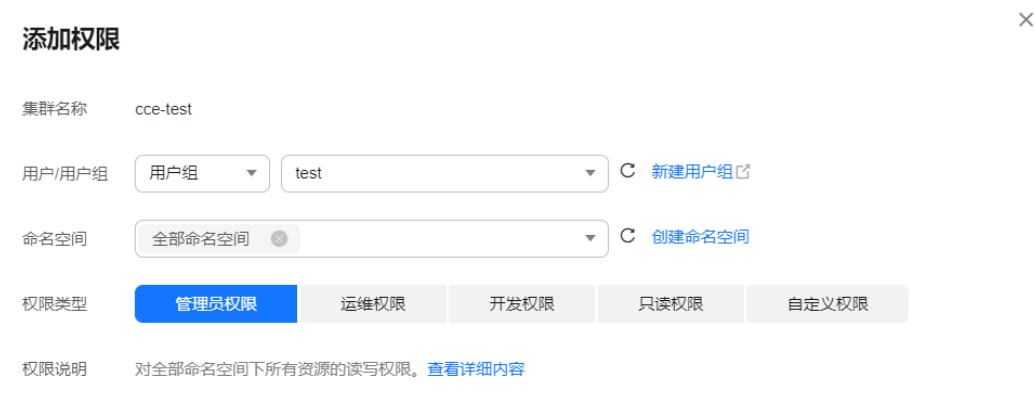 添加权限
集群名称 cce-test
用户/用户组 用户组 test 新建用户组
命名空间 全部命名空间 创建命名空间
权限类型 管理员权限 运维权限 开发权限 只读权限 自定义权限
权限说明 对全部命名空间下所有资源的读写权限。查看详细内容